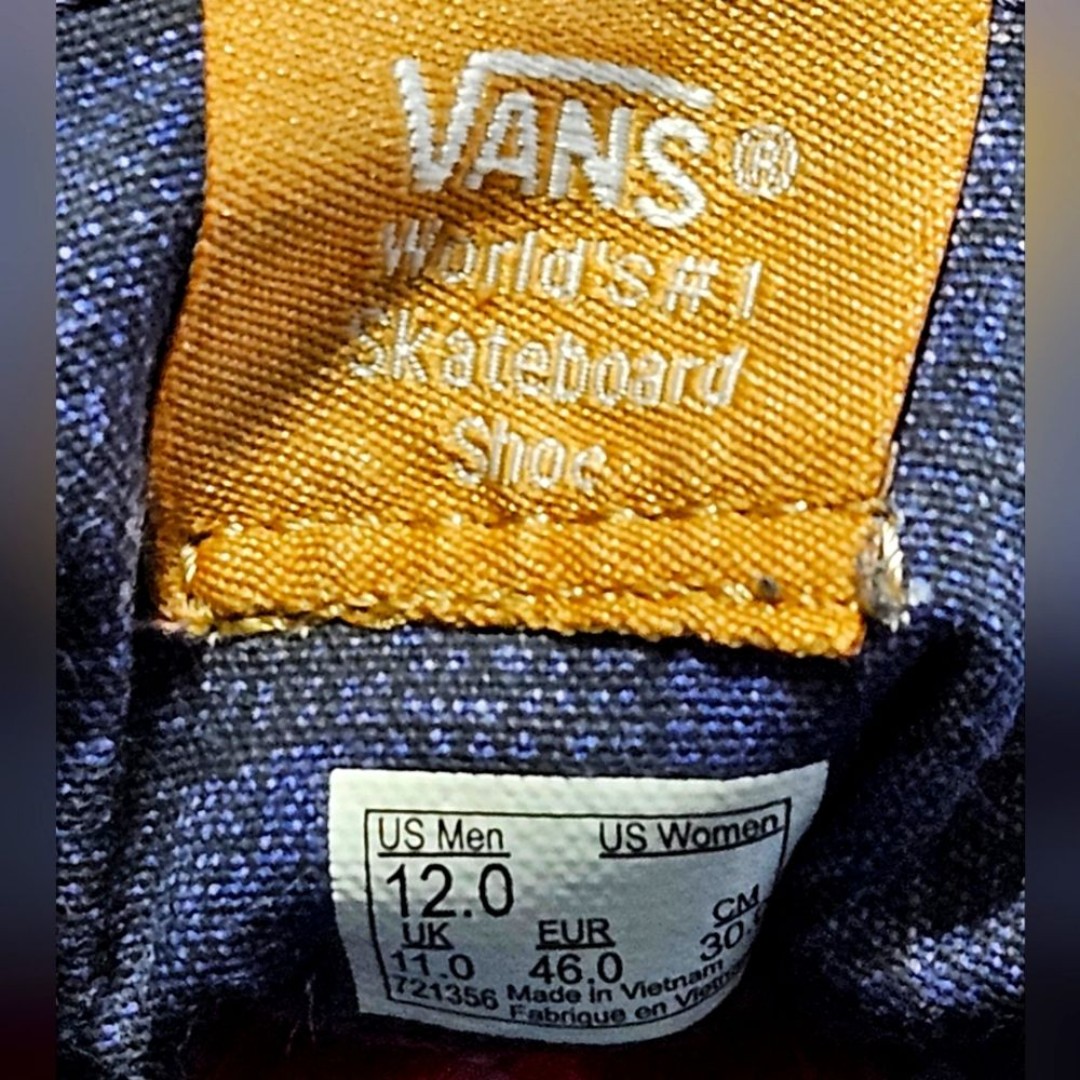 VANS®
World's #1
Skateboard
Shoe
US Men US Women
12.0
UK EUR CM
11.0 46.0
721356 Made in Vietnam
Fabrique en